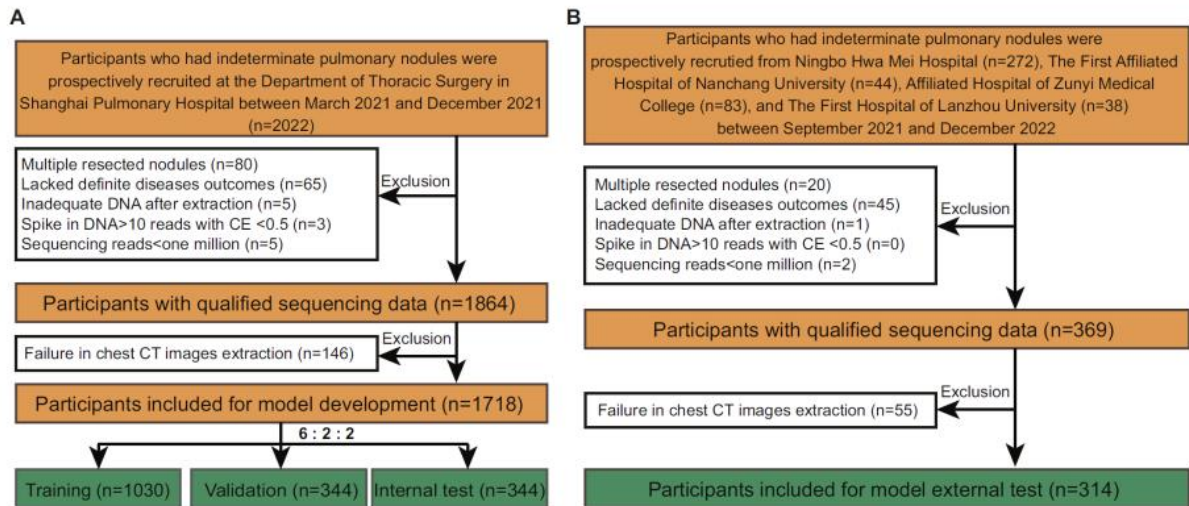 A
Participants who had indeterminate pulmonary nodules were
prospectively recruited at the Department of Thoracic Surgery in
Shanghai Pulmonary Hospital between March 2021 and December 2021
(n=2022)
Multiple resected nodules (n=80)
Lacked definite diseases outcomes (n=65)
Inadequate DNA after extraction (n=5)
Spike in DNA>10 reads with CE <0.5 (n=3)
Sequencing reads<one million (n=5)
Exclusion
Participants with qualified sequencing data (n=1864)
Failure in chest CT images extraction (n=146)
Exclusion
Participants included for model development (n=1718)
6 : 2 : 2
Training (n=1030)
Validation (n=344)
Internal test (n=344)
B
Participants who had indeterminate pulmonary nodules were
prospectively recrutied from Ningbo Hwa Mei Hospital (n=272), The First Affiliated
Hospital of Nanchang University (n=44), Affiliated Hospital of Zunyi Medical
College (n=83), and The First Hospital of Lanzhou University (n=38)
between September 2021 and December 2022
Multiple resected nodules (n=20)
Lacked definite diseases outcomes (n=45)
Inadequate DNA after extraction (n=1)
Spike in DNA>10 reads with CE <0.5 (n=0)
Sequencing reads<one million (n=2)
Exclusion
Participants with qualified sequencing data (n=369)
Failure in chest CT images extraction (n=55)
Exclusion
Participants included for model external test (n=314)